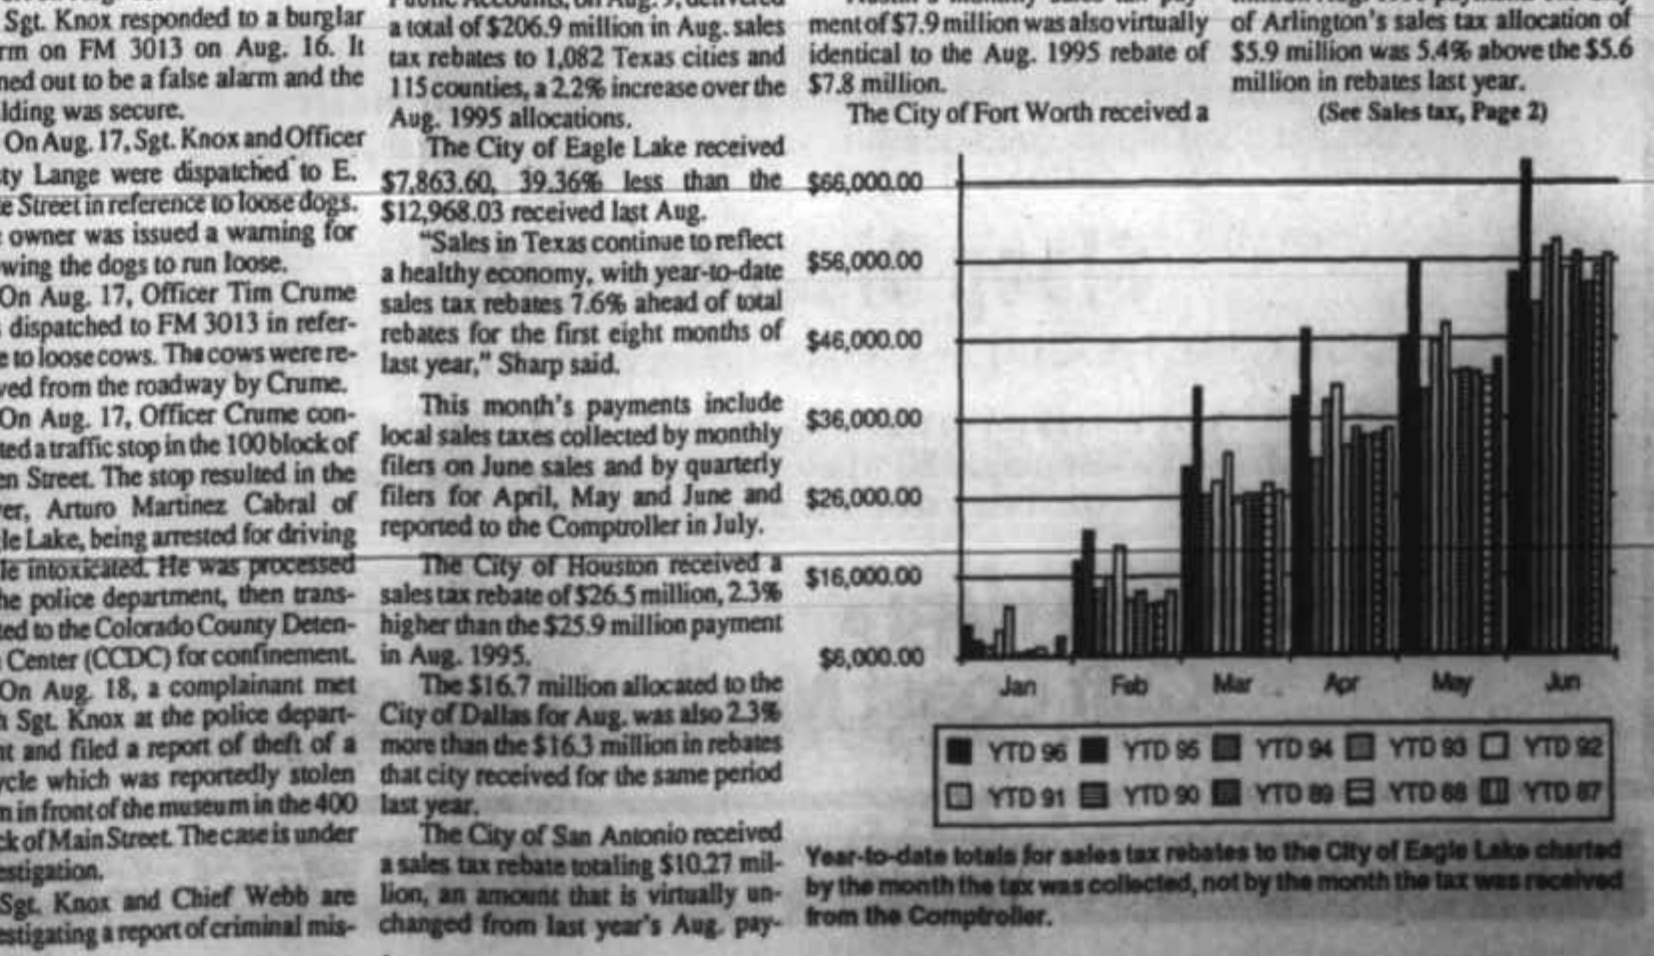 Sgt. Knox responded to a burglar
rm on FM 3013 on Aug. 16. It
ned out to be a false alarm and the
lding was secure.
On Aug. 17, Sgt. Knox and Officer
ty Lange were dispatched to E.
e Street in reference to loose dogs.
owner was issued a warning for
wing the dogs to run loose.
On Aug. 17, Officer Tim Crume
dispatched to FM 3013 in refer-
e to loose cows. The cows were re-
ved from the roadway by Crume.
On Aug. 17, Officer Crume con-
ted a traffic stop in the 100 block of
en Street. The stop resulted in the
er, Arturo Martinez Cabral of
le Lake, being arrested for driving
le intoxicated. He was processed
he police department, then trans-
ted to the Colorado County Deten-
Center (CCDC) for confinement.
On Aug. 18, a complainant met
h Sgt. Knox at the police depart-
nt and filed a report of theft of a
ycle which was reportedly stolen
m in front of the museum in the 400
ck of Main Street. The case is under
estigation.
Sgt. Knox and Chief Webb are
estigating a report of criminal mis-
Public Accounts, on Aug. 9, delivered
a total of $206.9 million in Aug. sales
tax rebates to 1,082 Texas cities and
115 counties, a 2.2% increase over the
Aug. 1995 allocations.
The City of Eagle Lake received
$7,863.60, 39.36% less than the
$12,968.03 received last Aug.
"Sales in Texas continue to reflect
a healthy economy, with year-to-date
sales tax rebates 7.6% ahead of total
rebates for the first eight months of
last year," Sharp said.
This month's payments include
local sales taxes collected by monthly
filers on June sales and by quarterly
filers for April, May and June and
reported to the Comptroller in July.
The City of Houston received a
sales tax rebate of $26.5 million, 2.3%
higher than the $25.9 million payment
in Aug. 1995.
The $16.7 million allocated to the
City of Dallas for Aug. was also 2.3%
more than the $16.3 million in rebates
that city received for the same period
last year.
The City of San Antonio received
a sales tax rebate totaling $10.27 mil-
lion, an amount that is virtually un-
changed from last year's Aug. pay-
ment of $7.9 million was also virtually
identical to the Aug. 1995 rebate of
$7.8 million.
The City of Fort Worth received a
of Arlington's sales tax allocation of
$5.9 million was 5.4% above the $5.6
million in rebates last year.
(See Sales tax, Page 2)
$66,000.00
$56,000.00
$46,000.00
$36,000.00
$26,000.00
$16,000.00
$6,000.00
Jan Feb Mar Apr May Jun
YTD 96 YTD 95 YTD 94 YTD 93 YTD 92
YTD 91 YTD 90 YTD 89 YTD 88 YTD 87
Year-to-date totals for sales tax rebates to the City of Eagle Lake charted
by the month the tax was collected, not by the month the tax was received
from the Comptroller.